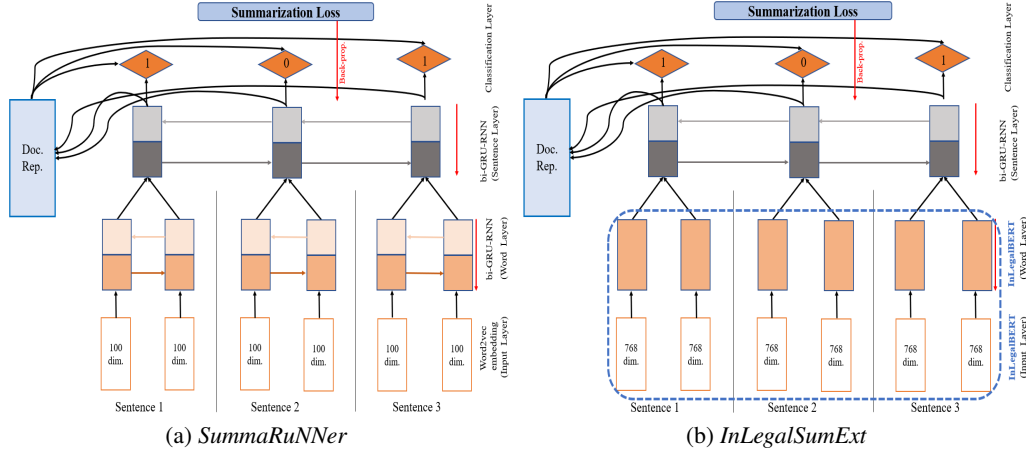 Summarization Loss
Back-prop.
Classification Layer
1
0
1
Doc.
Rep.
bi-GRU-RNN
(Sentence Layer)
bi-GRU-RNN
(Word Layer)
100
dim.
100
dim.
100
dim.
100
dim.
100
dim.
100
dim.
Word2vec
embedding
(Input Layer)
Sentence 1
Sentence 2
Sentence 3
(a) SummaRuNNer
Summarization Loss
Back-prop.
Classification Layer
1
0
1
Doc.
Rep.
bi-GRU-RNN
(Sentence Layer)
InLegalBERT
(Word Layer)
768
dim.
768
dim.
768
dim.
768
dim.
768
dim.
768
dim.
InLegalBERT
(Input Layer)
Sentence 1
Sentence 2
Sentence 3
(b) InLegalSumExt